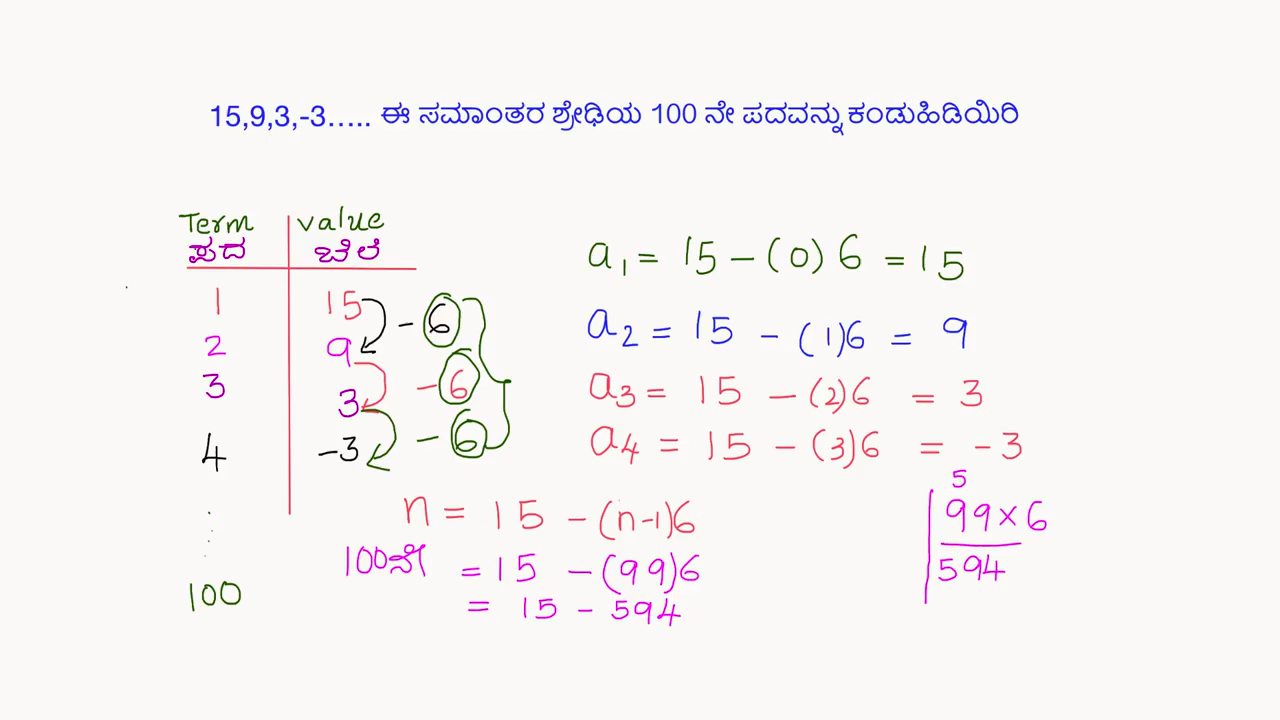 15,9,3,-3..... ಈ ಸಮಾಂತರ ಶ್ರೇಢಿಯ 100 ನೇ ಪದವನ್ನು ಕಂಡುಹಿಡಿಯಿರಿ
Term value
ಪದ ಬೆಲೆ
1 15
2 9
3 3
4 -3
100
- 6
- 6
- 6
a1 = 15 - (0) 6 = 15
a2 = 15 - (1)6 = 9
a3 = 15 - (2)6 = 3
a4 = 15 - (3)6 = -3
n = 15 - (n-1)6
100ನೇ = 15 - (99)6
= 15 - 594
5
99×6
594